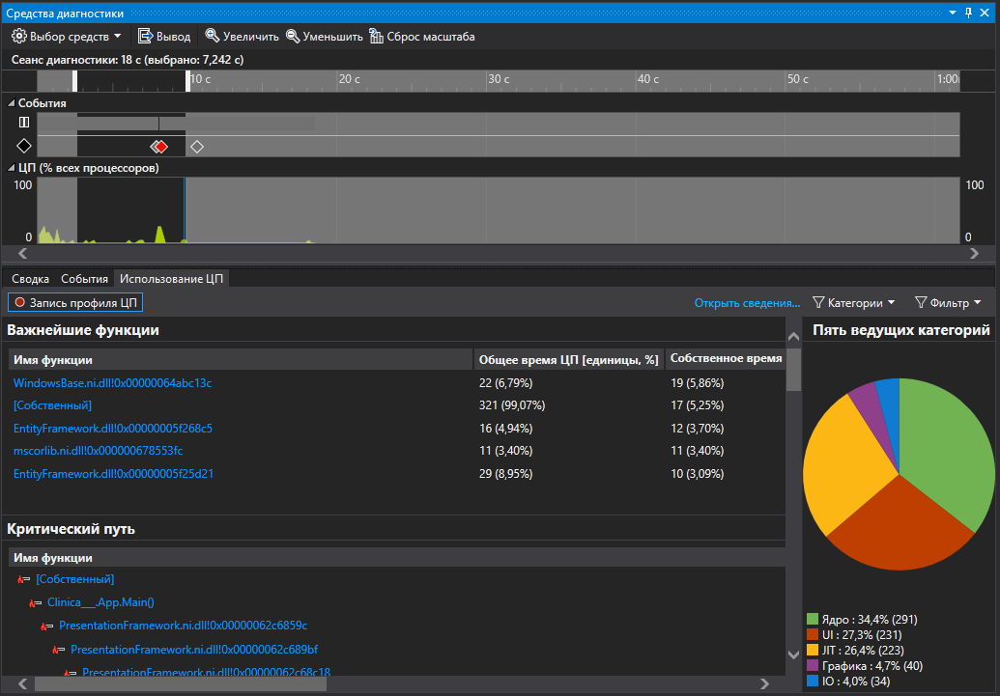 Средства диагностики
Выбор средств Вывод Увеличить Уменьшить Сброс масштаба
Сеанс диагностики: 18 с (выбрано: 7,242 с)
10 с 20 с 30 с 40 с 50 с 1:00
События
ЦП (% всех процессоров)
100 100
0 0
Сводка События Использование ЦП
Запись профиля ЦП Открыть сведения... Категории Фильтр
Важнейшие функции
Имя функции Общее время ЦП [единицы, %] Собственное время
WindowsBase.ni.dll!0x00000064abc13c 22 (6,79%) 19 (5,86%)
[Собственный] 321 (99,07%) 17 (5,25%)
EntityFramework.dll!0x00000005f268c5 16 (4,94%) 12 (3,70%)
mscorlib.ni.dll!0x000000678553fc 11 (3,40%) 11 (3,40%)
EntityFramework.dll!0x00000005f25d21 29 (8,95%) 10 (3,09%)
Критический путь
Имя функции
[Собственный]
Clinica___.App.Main()
PresentationFramework.ni.dll!0x00000062c6859c
PresentationFramework.ni.dll!0x00000062c689bf
PresentationFramework.ni.dll!0x00000062c68c18
Пять ведущих категорий
Ядро : 34,4% (291)
UI : 27,3% (231)
JIT : 26,4% (223)
Графика : 4,7% (40)
IO : 4,0% (34)